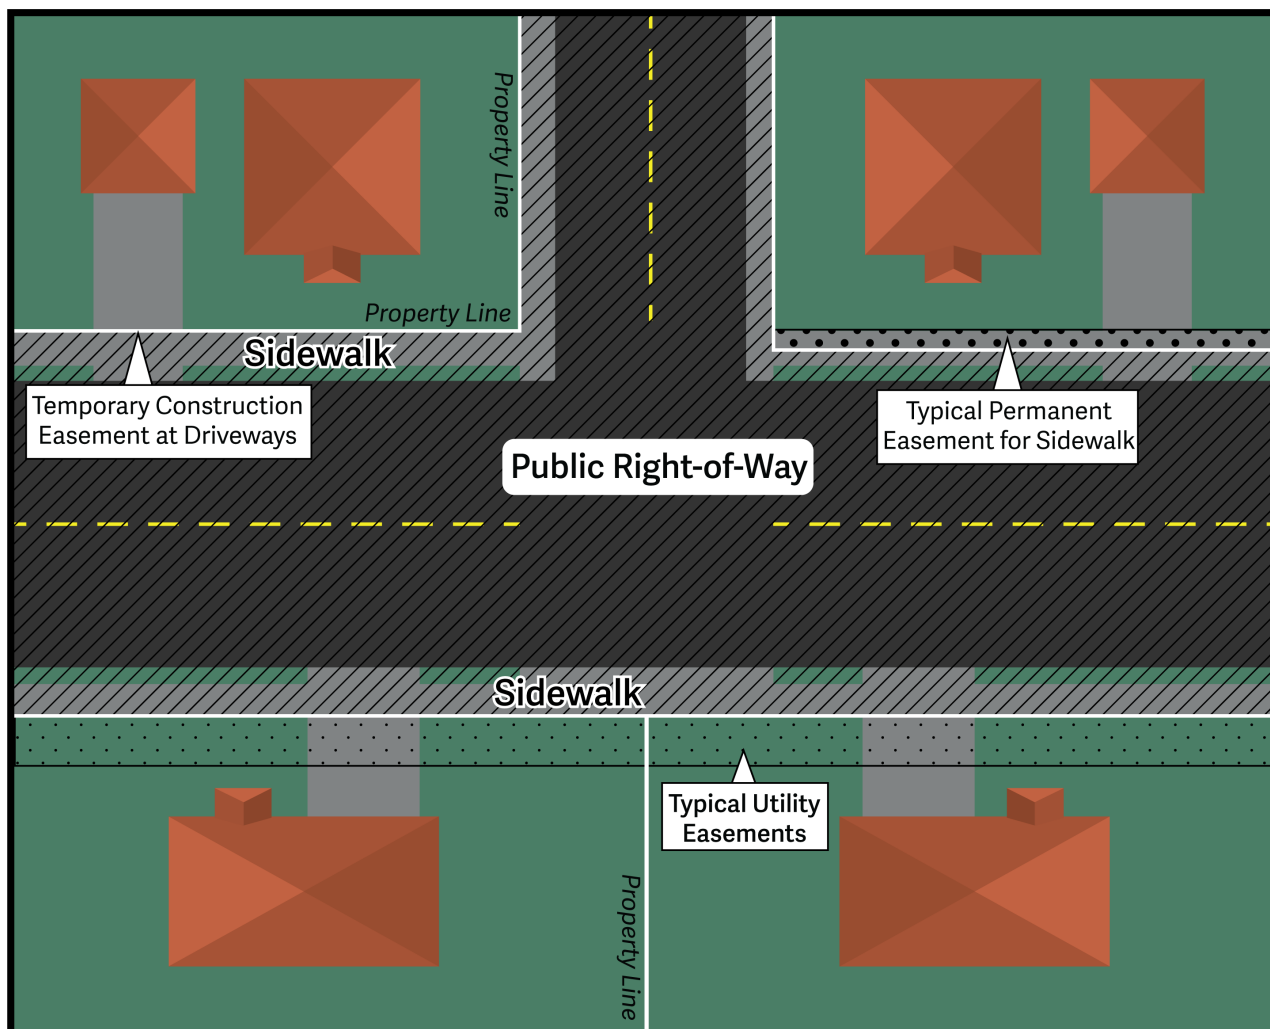 Property Line
Property Line
Sidewalk
Temporary Construction
Easement at Driveways
Typical Permanent
Easement for Sidewalk
Public Right-of-Way
Sidewalk
Typical Utility
Easements
Property Line